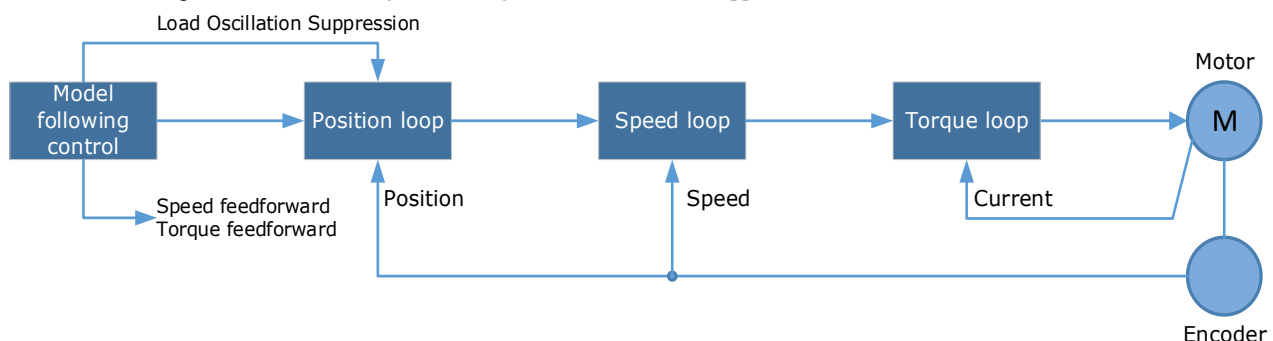 Load Oscillation Suppression
Motor
Model
following
control
Position loop
Speed loop
Torque loop
M
Position
Speed
Current
Speed feedforward
Torque feedforward
Encoder